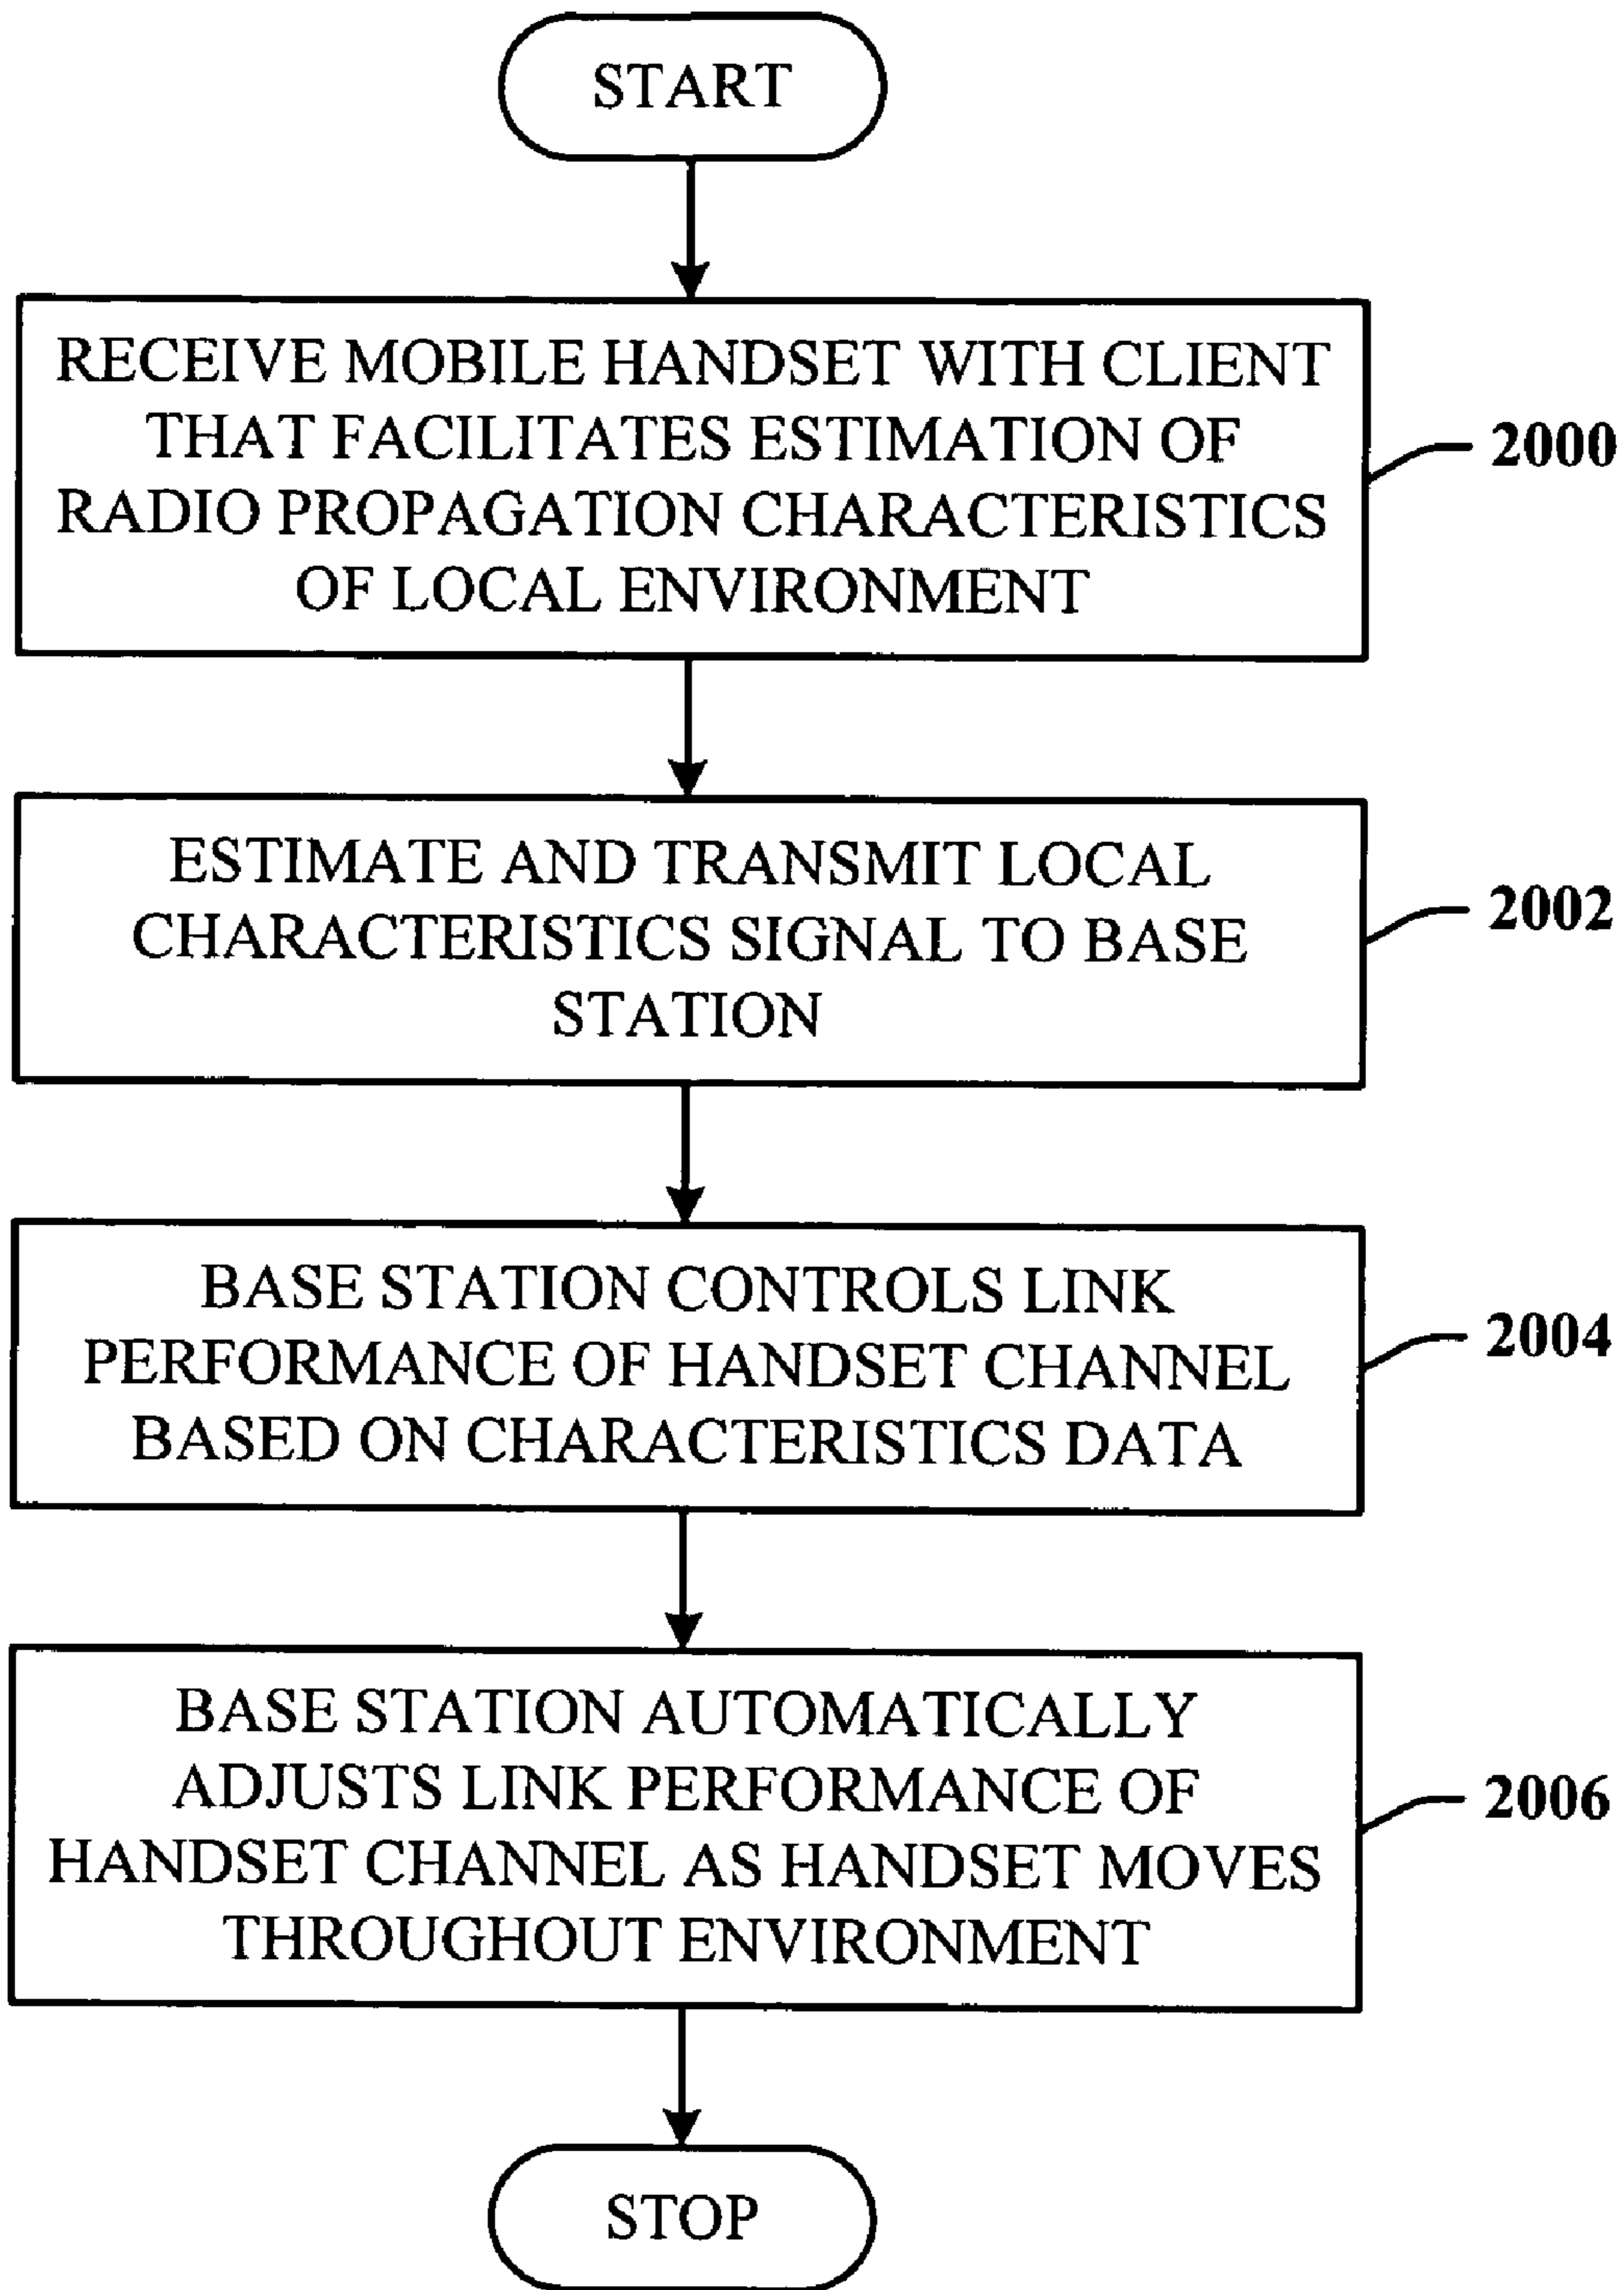 START
RECEIVE MOBILE HANDSET WITH CLIENT
THAT FACILITATES ESTIMATION OF
RADIO PROPAGATION CHARACTERISTICS
OF LOCAL ENVIRONMENT
2000
ESTIMATE AND TRANSMIT LOCAL
CHARACTERISTICS SIGNAL TO BASE
STATION
2002
BASE STATION CONTROLS LINK
PERFORMANCE OF HANDSET CHANNEL
BASED ON CHARACTERISTICS DATA
2004
BASE STATION AUTOMATICALLY
ADJUSTS LINK PERFORMANCE OF
HANDSET CHANNEL AS HANDSET MOVES
THROUGHOUT ENVIRONMENT
2006
STOP